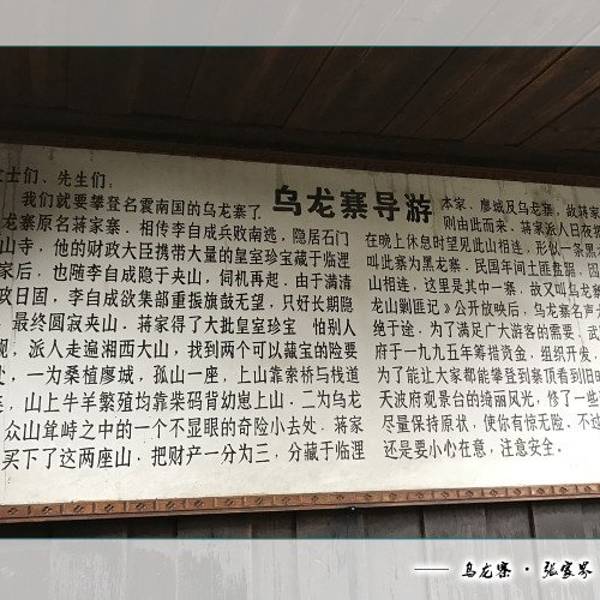 乌龙寨导游
士们、先生们：
我们就要攀登名震南国的乌龙寨了.
龙寨原名蒋家寨. 相传李自成兵败南逃, 隐居石门
山寺, 他的财政大臣携带大量的皇室珍宝藏于临澧
家后. 也随李自成隐于夹山, 伺机再起. 由于满清
政日固, 李自成欲集部重振旗鼓无望, 只好长期隐
. 最终圆寂夹山. 蒋家得了大批皇室珍宝 怕别人
觊, 派人走遍湘西大山, 找到两个可以藏宝的险要
处. 一为桑植廖城, 孤山一座, 上山靠索桥与栈道
, 山上牛羊繁殖均靠柴码背幼崽上山. 二为乌龙
众山耸峙之中的一个不显眼的奇险小去处. 蒋家
买下了这两座山. 把财产一分为三, 分藏于临澧
本家、廖城及乌龙寨, 故蒋家
则由此而来. 蒋家派人日夜把
在晚上休息时望见此山相连, 形似一条黑
叫此寨为黑龙寨. 民国年间土匪盘踞, 因
山相连, 这里是其中一寨. 故又叫乌龙寨
龙山剿匪记》公开放映后, 乌龙寨名声大
绝于途. 为了满足广大游客的需要. 武
府于一九九五年筹措资金, 组织开发,
为了能让大家都能攀登到寨顶看到旧时
天波府观景台的绮丽风光, 修了一些
尽量保持原状, 使你有惊无险. 不过
还是要小心在意, 注意安全.
—— 乌龙寨 · 张家界